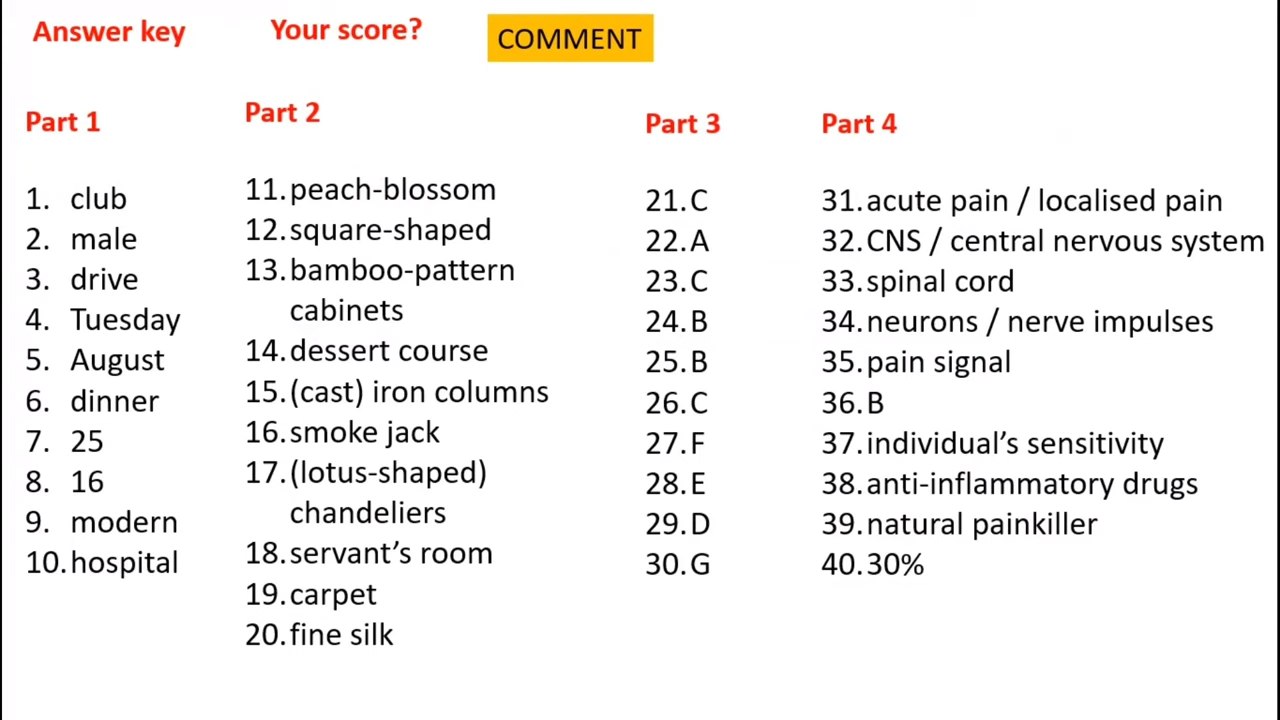 Answer key
Your score?
COMMENT
Part 1
1. club
2. male
3. drive
4. Tuesday
5. August
6. dinner
7. 25
8. 16
9. modern
10. hospital
Part 2
11. peach-blossom
12. square-shaped
13. bamboo-pattern
cabinets
14. dessert course
15. (cast) iron columns
16. smoke jack
17. (lotus-shaped)
chandeliers
18. servant’s room
19. carpet
20. fine silk
Part 3
21. C
22. A
23. C
24. B
25. B
26. C
27. F
28. E
29. D
30. G
Part 4
31. acute pain / localised pain
32. CNS / central nervous system
33. spinal cord
34. neurons / nerve impulses
35. pain signal
36. B
37. individual’s sensitivity
38. anti-inflammatory drugs
39. natural painkiller
40. 30%